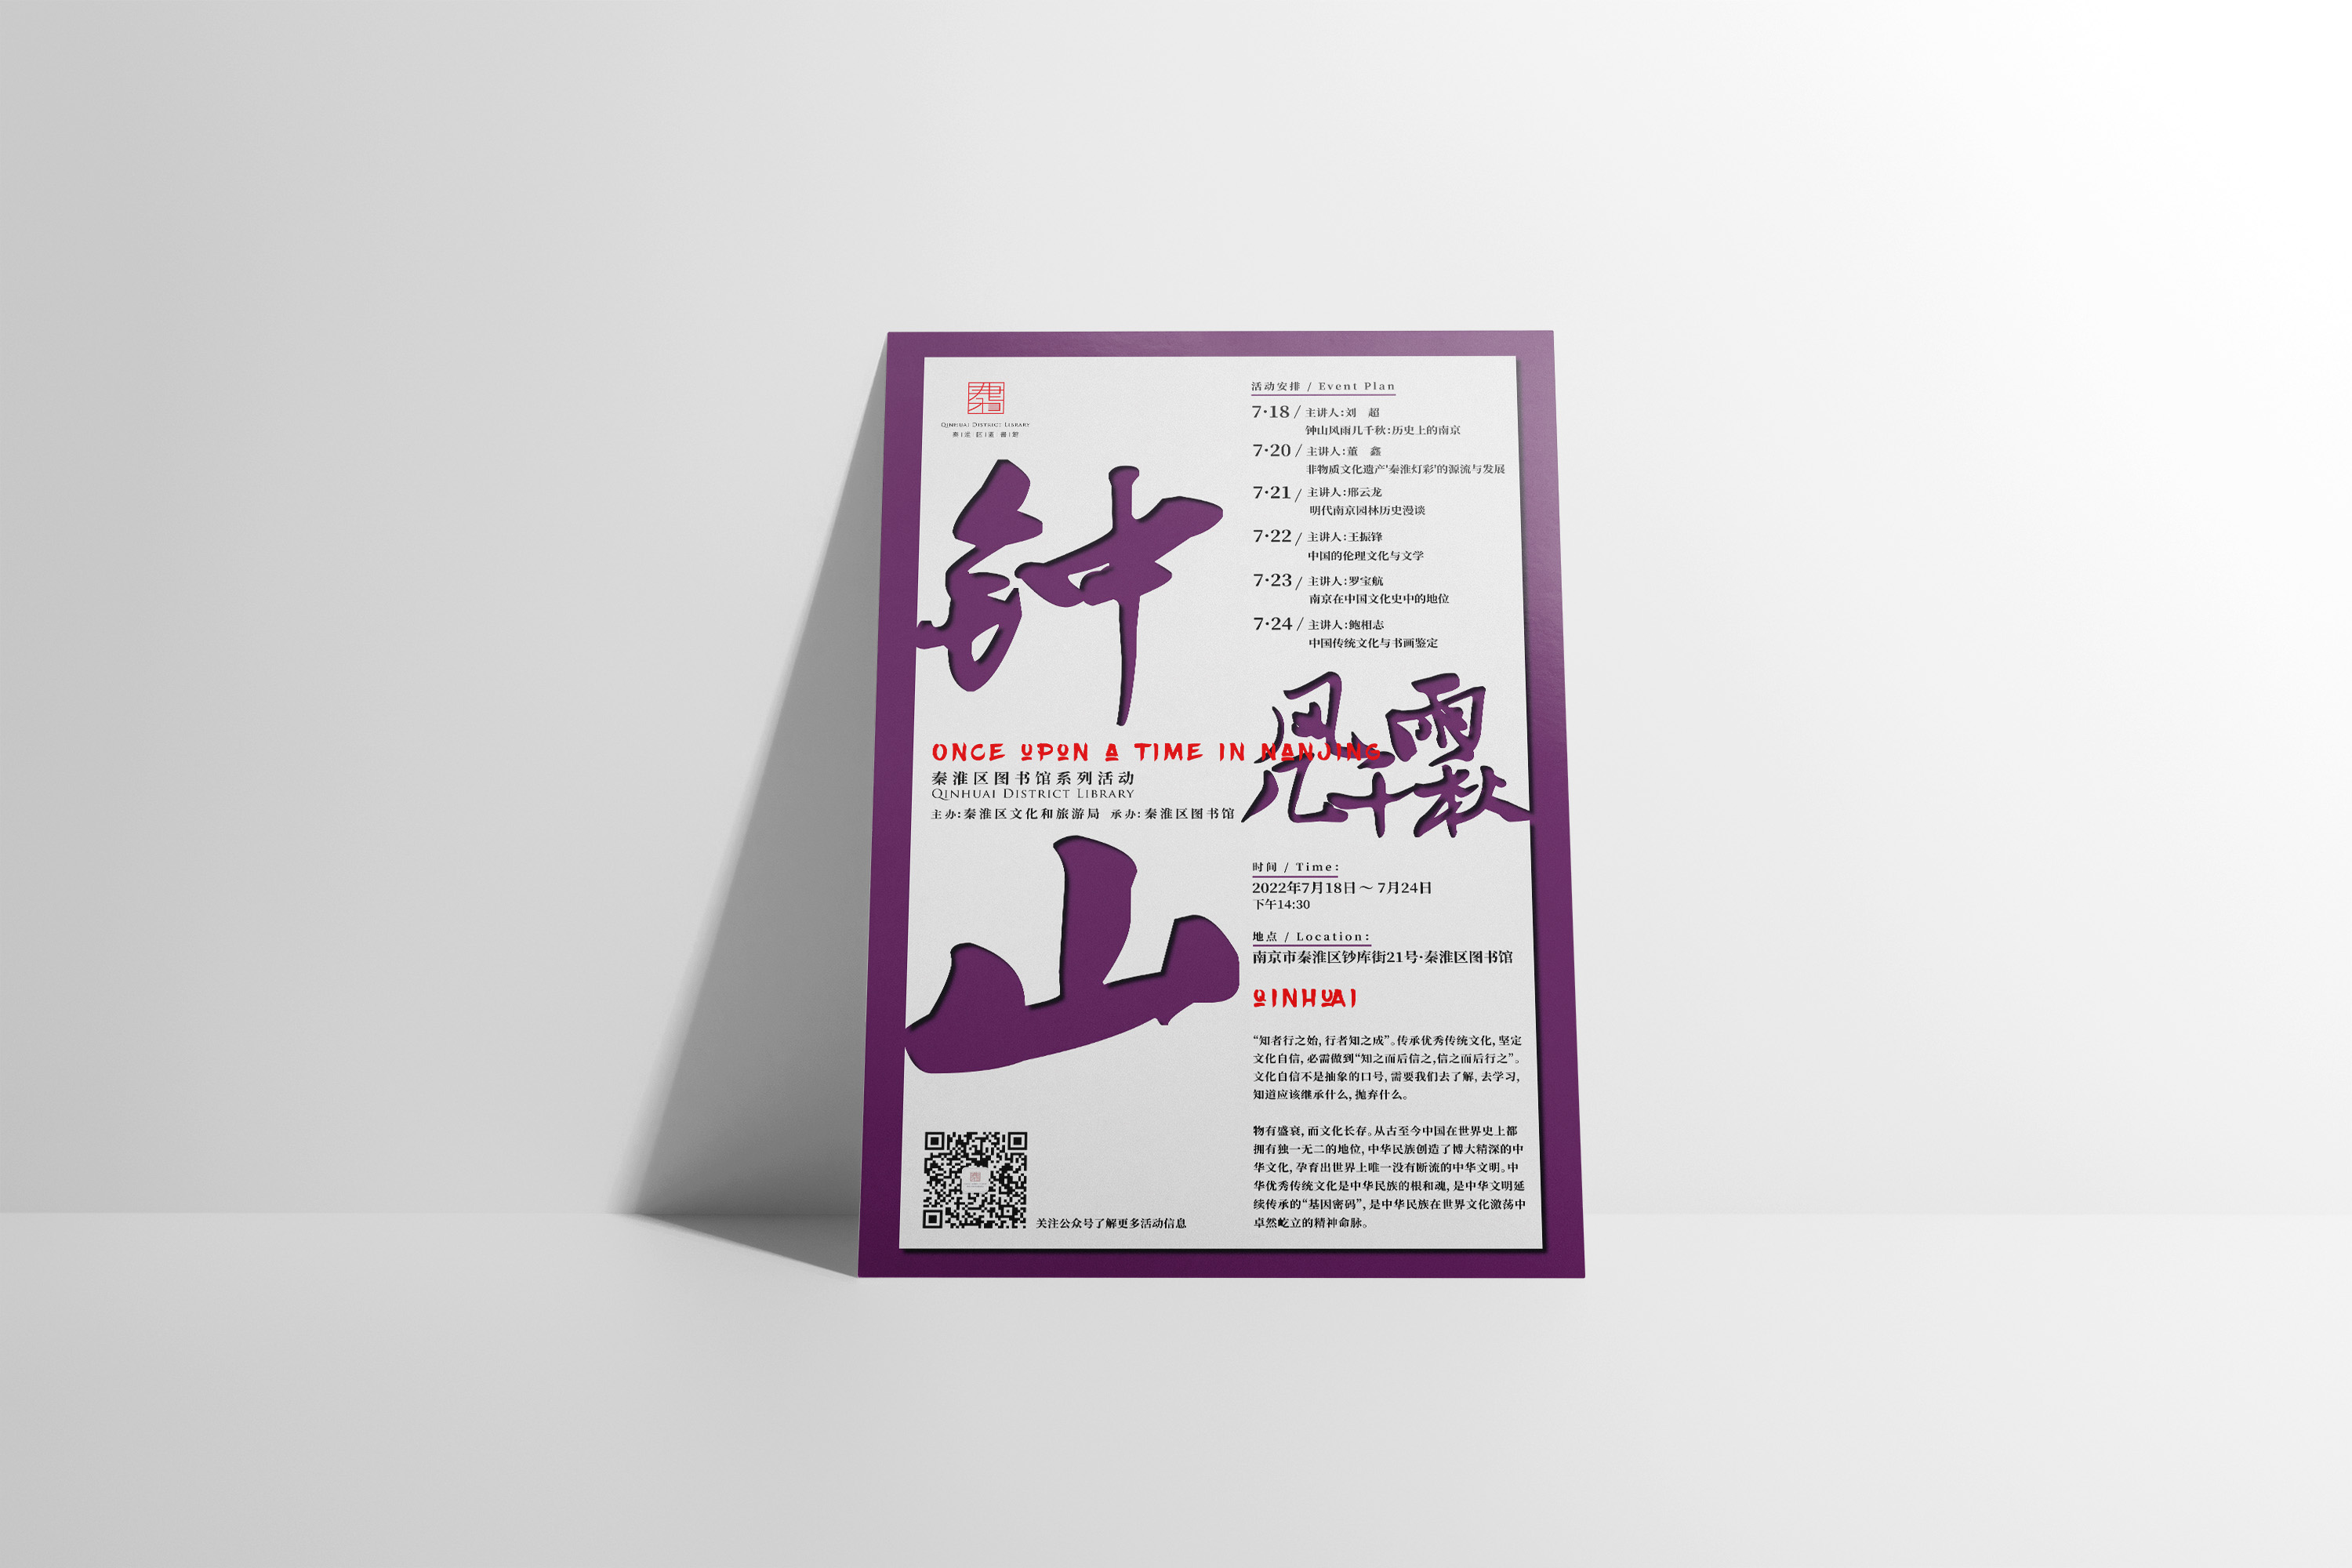 QINHUAI DISTRICT LIBRARY
秦淮区图书馆
钟
山
风雨
几千秋
ONCE UPON A TIME IN NANJING
秦淮区图书馆系列活动
QINHUAI DISTRICT LIBRARY
主办:秦淮区文化和旅游局 承办:秦淮区图书馆
活动安排 / Event Plan
7·18 / 主讲人:刘 超
钟山风雨几千秋:历史上的南京
7·20 / 主讲人:董 鑫
非物质文化遗产'秦淮灯彩'的源流与发展
7·21 / 主讲人:邢云龙
明代南京园林历史漫谈
7·22 / 主讲人:王振锋
中国的伦理文化与文学
7·23 / 主讲人:罗宝航
南京在中国文化史中的地位
7·24 / 主讲人:鲍相志
中国传统文化与书画鉴定
时间 / Time:
2022年7月18日～ 7月24日
下午14:30
地点 / Location:
南京市秦淮区钞库街21号·秦淮区图书馆
QINHUAI
“知者行之始, 行者知之成”。传承优秀传统文化, 坚定
文化自信, 必需做到“知之而后信之,信之而后行之”。
文化自信不是抽象的口号, 需要我们去了解, 去学习,
知道应该继承什么, 抛弃什么。
物有盛衰, 而文化长存。从古至今中国在世界史上都
拥有独一无二的地位, 中华民族创造了博大精深的中
华文化, 孕育出世界上唯一没有断流的中华文明。中
华优秀传统文化是中华民族的根和魂, 是中华文明延
续传承的“基因密码”, 是中华民族在世界文化激荡中
卓然屹立的精神命脉。
关注公众号了解更多活动信息